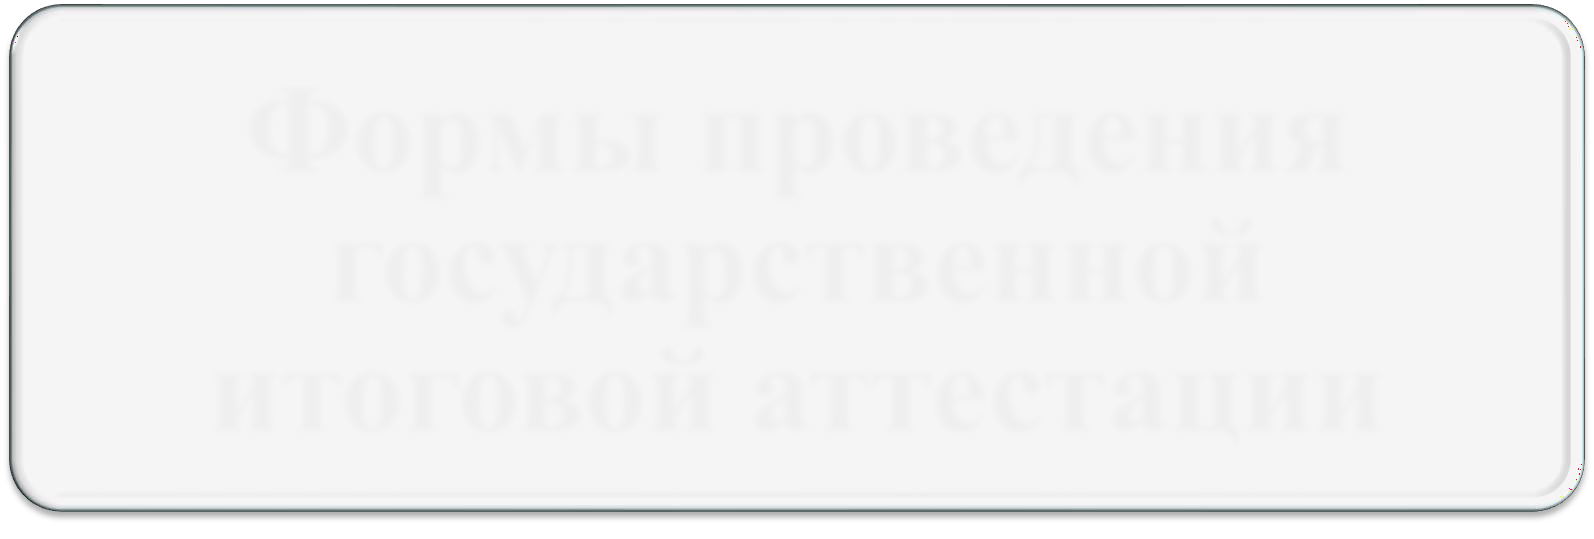 Формы проведения
государственной
итоговой аттестации